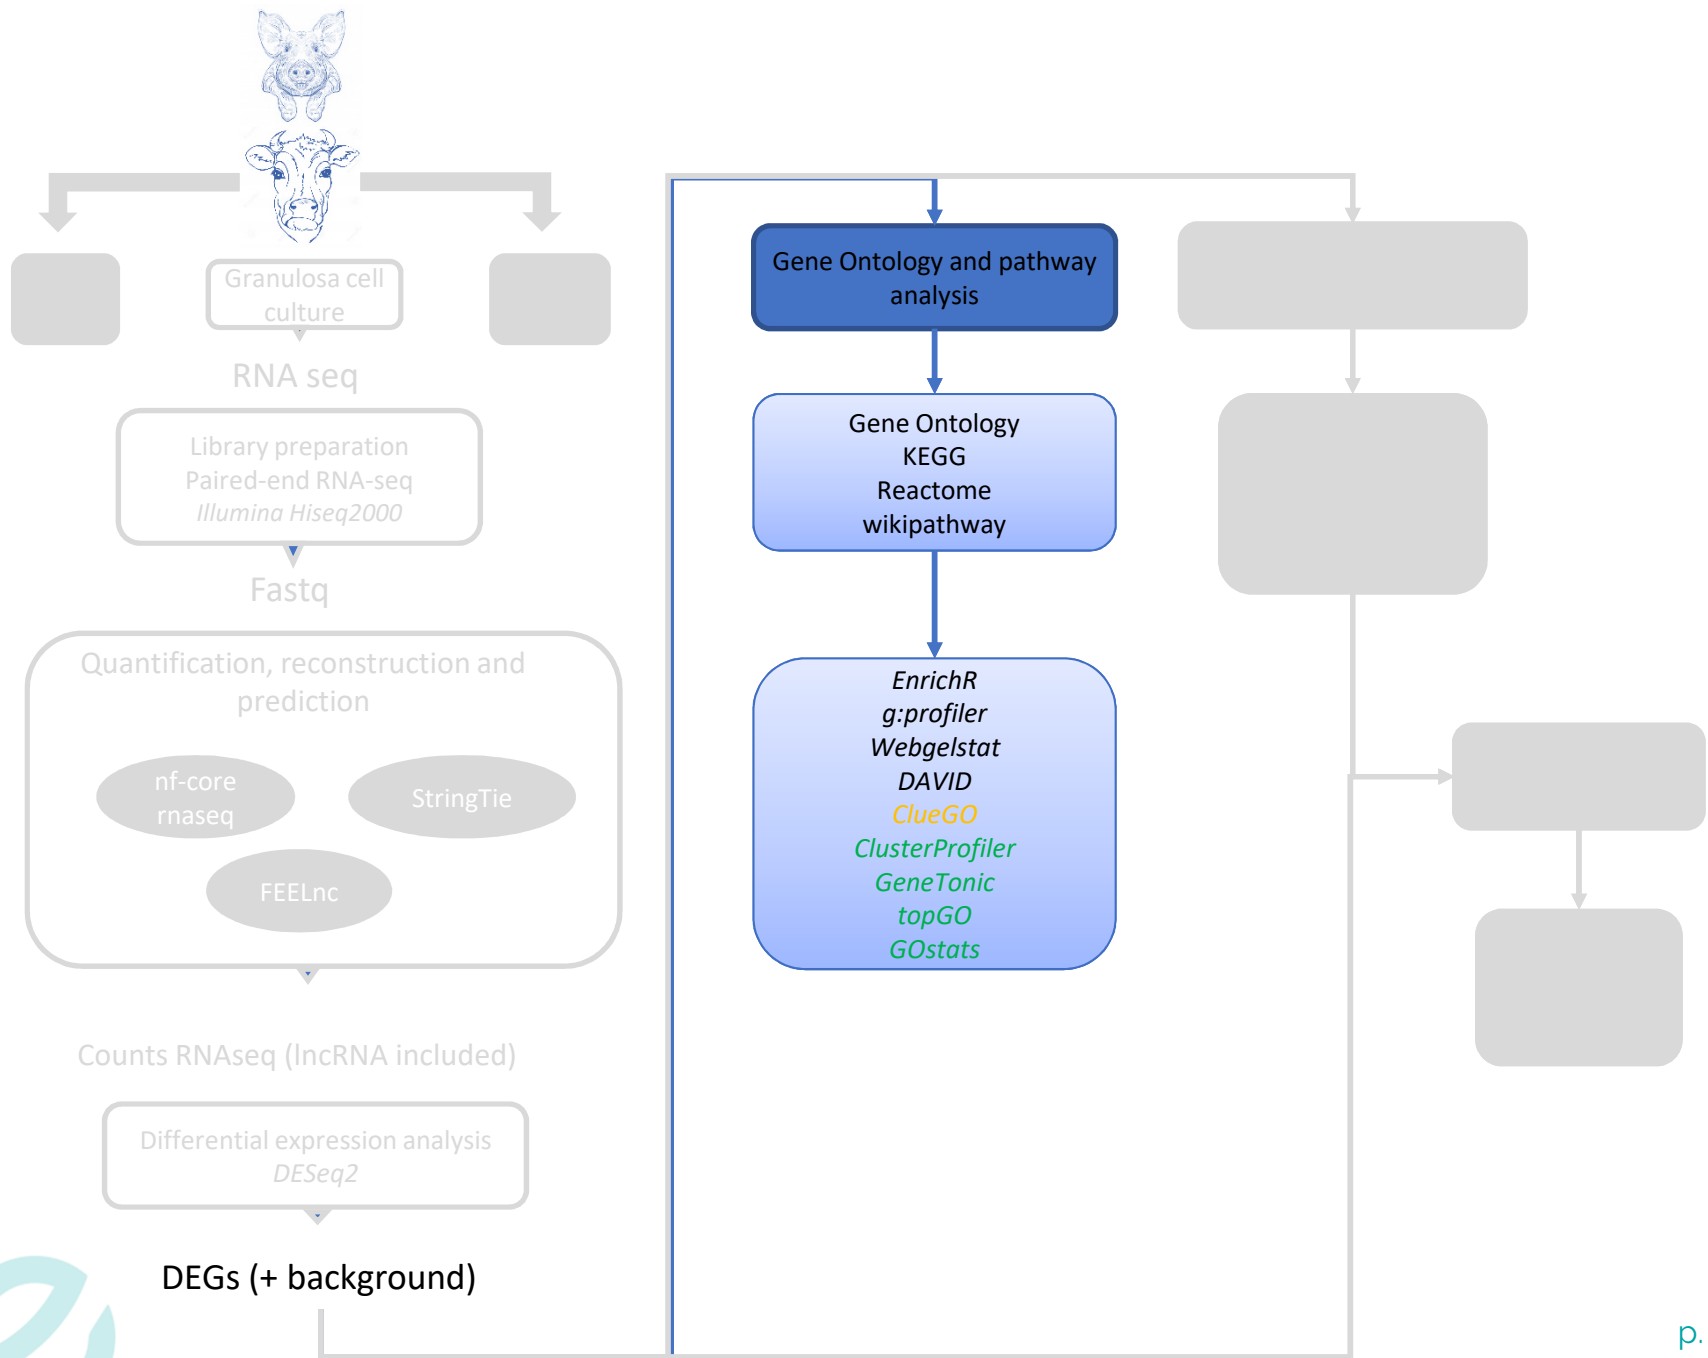 Granulosa cell
culture
RNA seq
Library preparation
Paired-end RNA-seq
Illumina Hiseq2000
Fastq
Quantification, reconstruction and
prediction
nf-core
rnaseq
StringTie
FEELnc
Counts RNAseq (lncRNA included)
Differential expression analysis
DESeq2
DEGs (+ background)
Gene Ontology and pathway
analysis
Gene Ontology
KEGG
Reactome
wikipathway
EnrichR
g:profiler
Webgelstat
DAVID
ClueGO
ClusterProfiler
GeneTonic
topGO
GOstats
p.